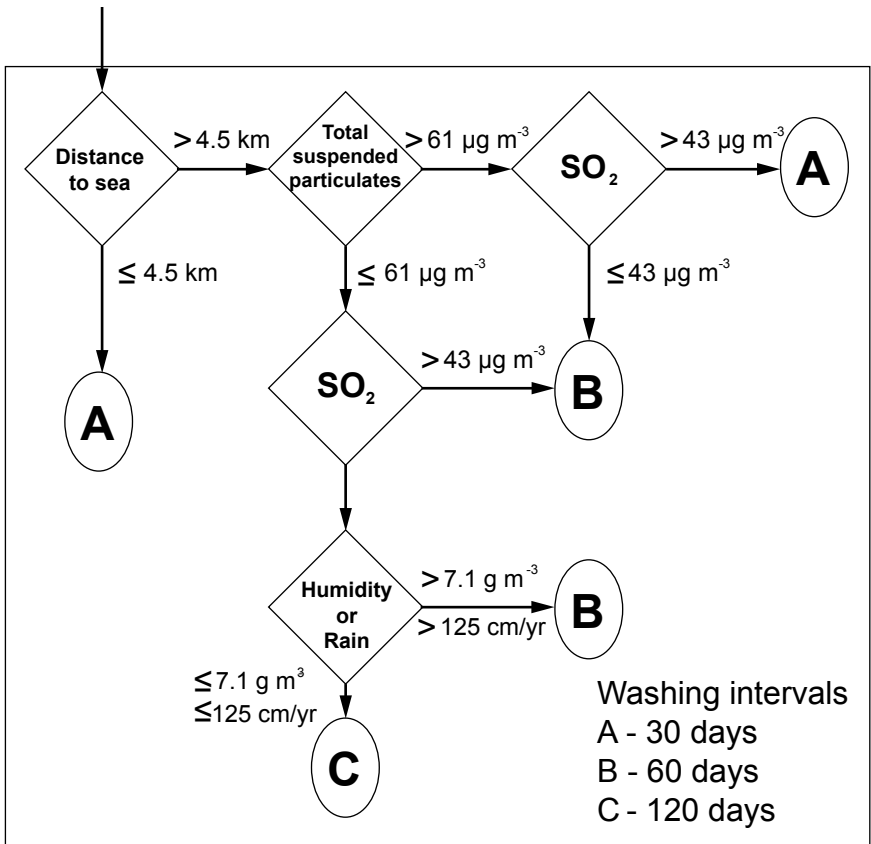 Distance
to sea
> 4.5 km
Total
suspended
particulates
> 61 µg m⁻³
SO₂
> 43 µg m⁻³
A
≤ 4.5 km
≤ 61 µg m⁻³
≤43 µg m⁻³
A
SO₂
>43 µg m⁻³
B
Humidity
or
Rain
> 7.1 g m⁻³
> 125 cm/yr
B
≤7.1 g m³
≤125 cm/yr
C
Washing intervals
A - 30 days
B - 60 days
C - 120 days